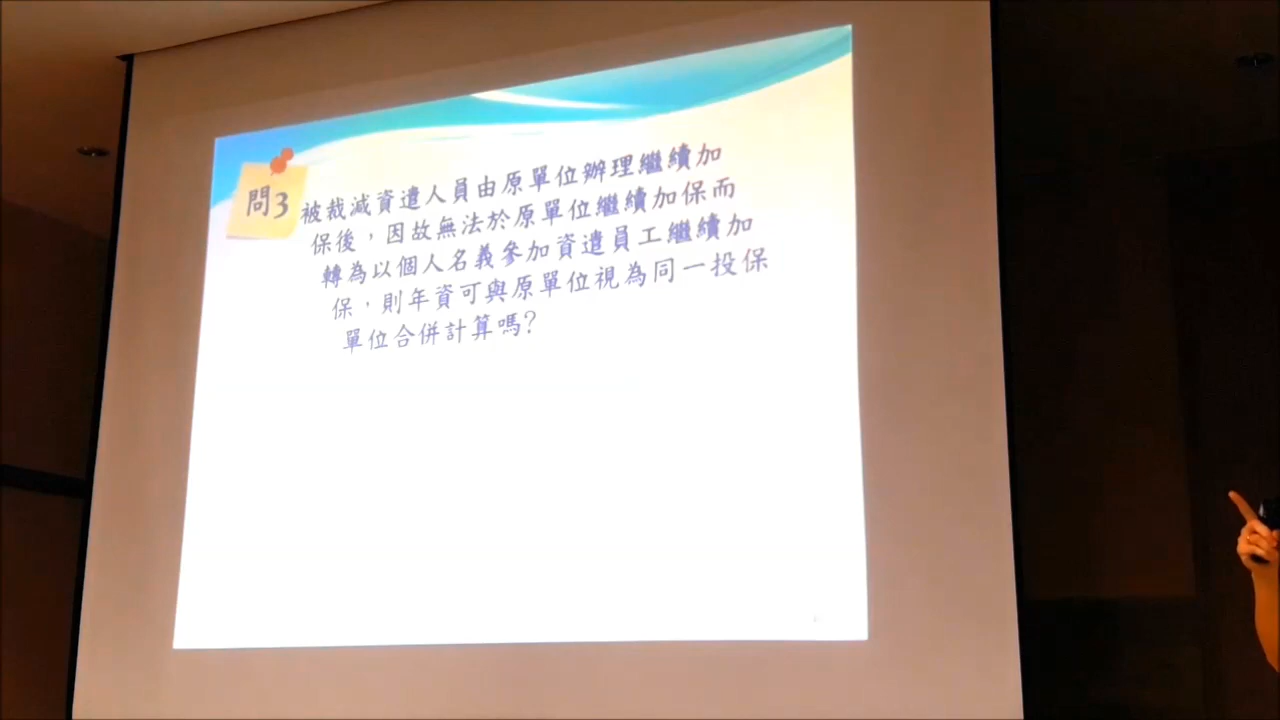 問3
被裁減資遣人員由原單位辦理繼續加
保後，因故無法於原單位繼續加保而
轉為以個人名義參加資遣員工繼續加
保，則年資可與原單位視為同一投保
單位合併計算嗎?